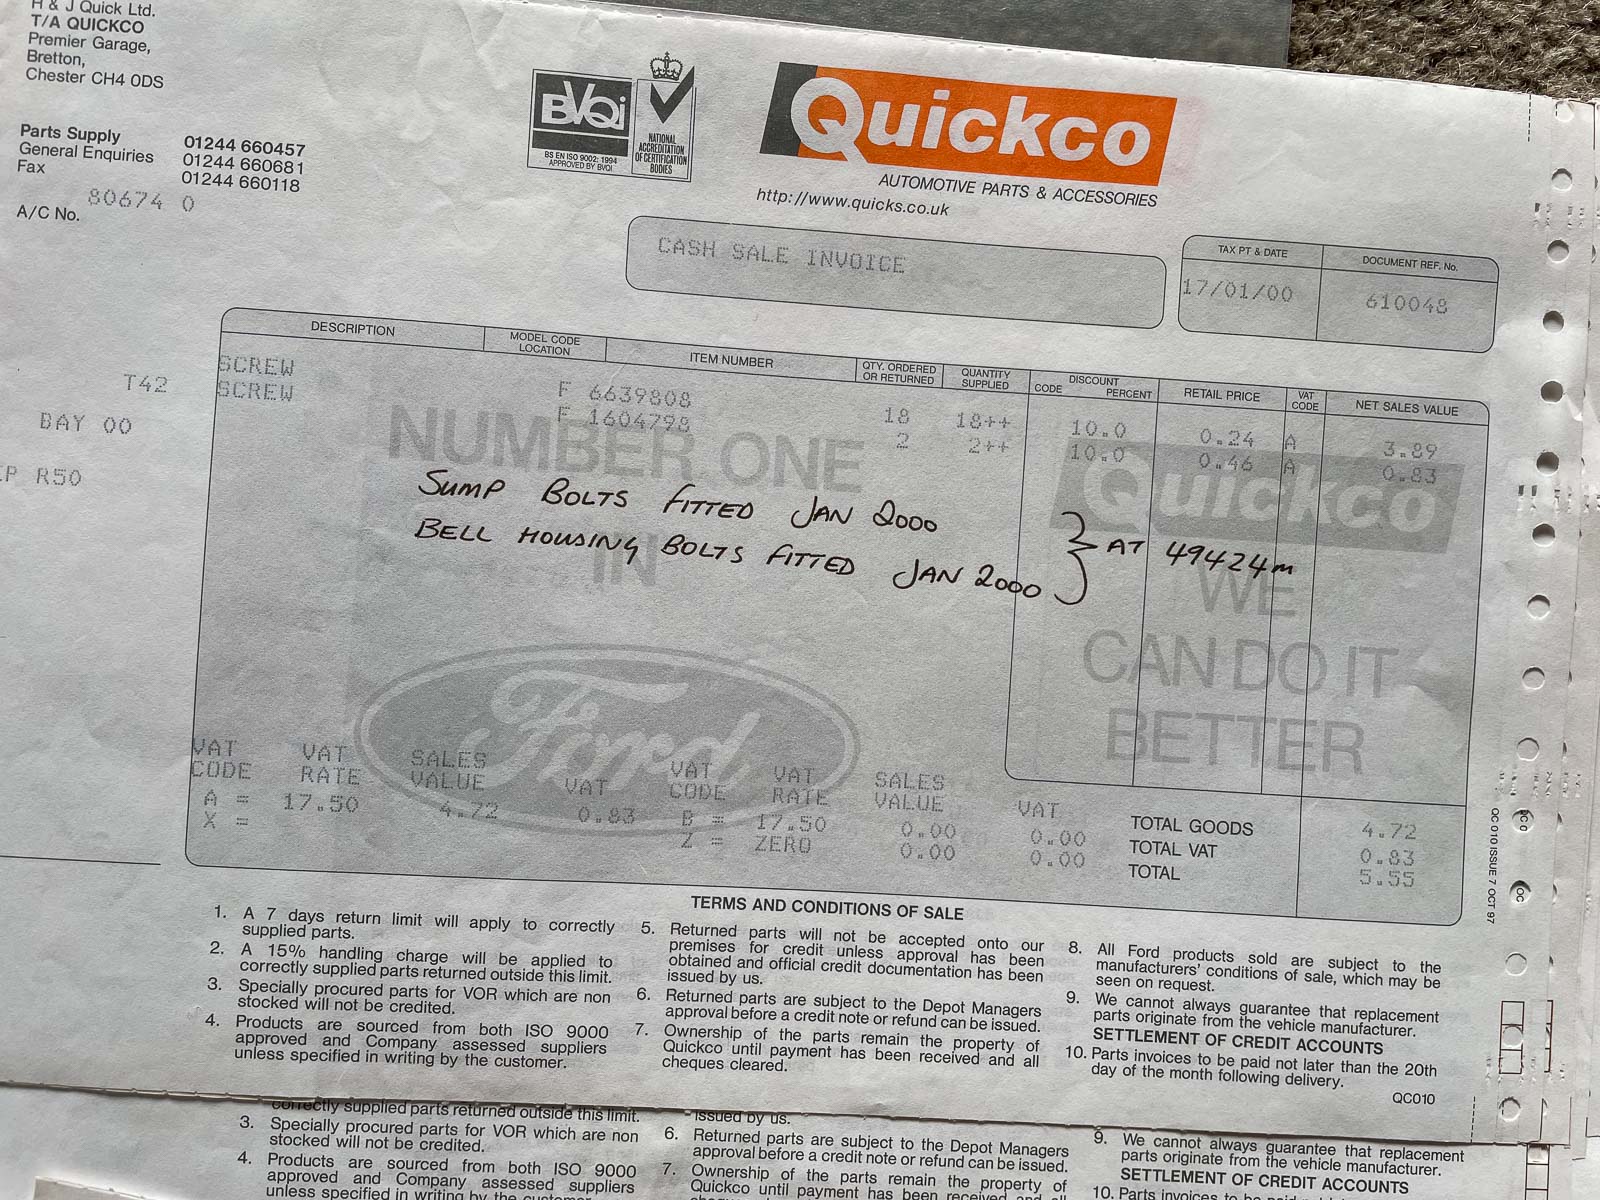 H & J Quick Ltd.
T/A QUICKCO
Premier Garage,
Bretton,
Chester CH4 0DS
Parts Supply 01244 660457
General Enquiries 01244 660681
Fax 01244 660118
A/C No. 80674 0
BVQi
BS EN ISO 9002: 1994
APPROVED BY BVQI
NATIONAL
ACCREDITATION
OF CERTIFICATION
BODIES
Quickco
AUTOMOTIVE PARTS & ACCESSORIES
http://www.quicks.co.uk
CASH SALE INVOICE
TAX PT & DATE DOCUMENT REF. No.
17/01/00 610048
DESCRIPTION MODEL CODE LOCATION ITEM NUMBER QTY. ORDERED OR RETURNED QUANTITY SUPPLIED DISCOUNT CODE PERCENT RETAIL PRICE VAT CODE NET SALES VALUE
SCREW F 6639808 18 18++ 10.0 0.24 A 3.89
SCREW F 1604798 2 2++ 10.0 0.46 A 0.83
T42
BAY 00
R50
NUMBER ONE
IN
Ford
Quickco
WE
CAN DO IT
BETTER
SUMP BOLTS FITTED JAN 2000
BELL HOUSING BOLTS FITTED JAN 2000 } AT 49424m
VAT CODE VAT RATE SALES VALUE VAT VAT CODE VAT RATE SALES VALUE VAT
A = 17.50 4.72 0.83 B = 17.50 0.00 0.00
X = Z = ZERO 0.00 0.00
TOTAL GOODS 4.72
TOTAL VAT 0.83
TOTAL 5.55
QC 010 ISSUE 7 OCT 97
TERMS AND CONDITIONS OF SALE
1. A 7 days return limit will apply to correctly
supplied parts.
2. A 15% handling charge will be applied to
correctly supplied parts returned outside this limit.
3. Specially procured parts for VOR which are non
stocked will not be credited.
4. Products are sourced from both ISO 9000
approved and Company assessed suppliers
unless specified in writing by the customer.
5. Returned parts will not be accepted onto our
premises for credit unless approval has been
obtained and official credit documentation has been
issued by us.
6. Returned parts are subject to the Depot Managers
approval before a credit note or refund can be issued.
7. Ownership of the parts remain the property of
Quickco until payment has been received and all
cheques cleared.
8. All Ford products sold are subject to the
manufacturers' conditions of sale, which may be
seen on request.
9. We cannot always guarantee that replacement
parts originate from the vehicle manufacturer.
SETTLEMENT OF CREDIT ACCOUNTS
10. Parts invoices to be paid not later than the 20th
day of the month following delivery.
QC010
correctly supplied parts returned outside this limit.
3. Specially procured parts for VOR which are non
stocked will not be credited.
4. Products are sourced from both ISO 9000
approved and Company assessed suppliers
unless specified in writing by the customer.
issued by us.
6. Returned parts are subject to the Depot Managers
approval before a credit note or refund can be issued.
7. Ownership of the parts remain the property of
Quickco until payment has been received and all
9. We cannot always guarantee that replacement
parts originate from the vehicle manufacturer.
SETTLEMENT OF CREDIT ACCOUNTS
10. Parts invoices to be paid not later than the 20th